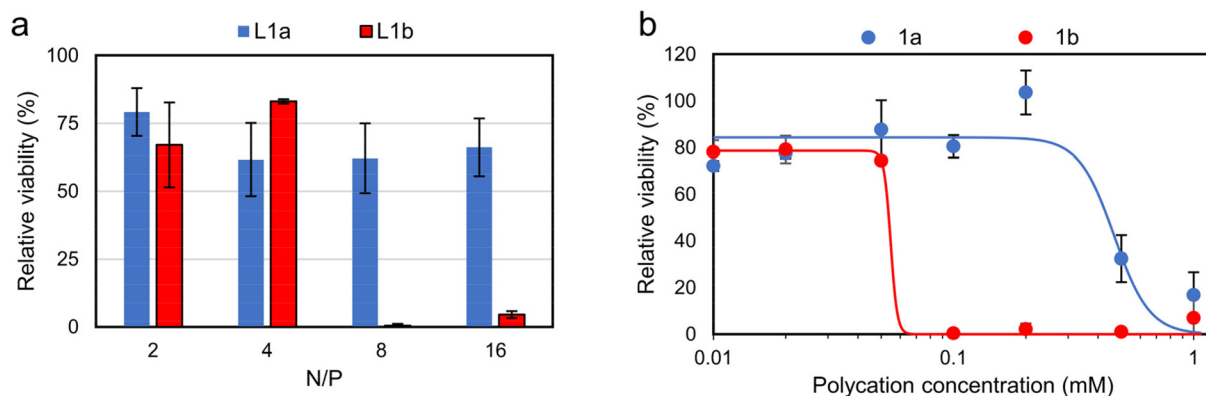 a
L1a L1b
100
75
50
25
0
Relative viability (%)
2 4 8 16
N/P
b
1a 1b
120
100
80
60
40
20
0
Relative viability (%)
0.01 0.1 1
Polycation concentration (mM)